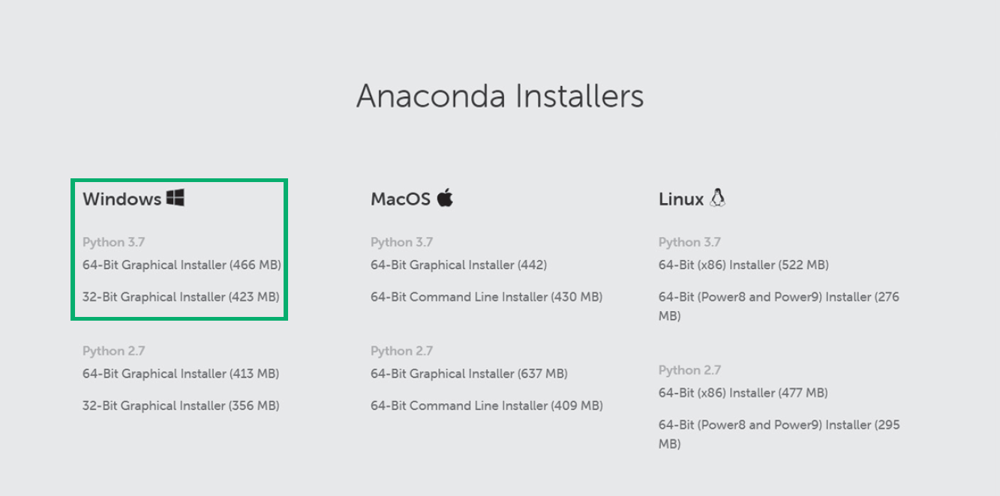 Anaconda Installers
Windows
Python 3.7
64-Bit Graphical Installer (466 MB)
32-Bit Graphical Installer (423 MB)
Python 2.7
64-Bit Graphical Installer (413 MB)
32-Bit Graphical Installer (356 MB)
MacOS
Python 3.7
64-Bit Graphical Installer (442)
64-Bit Command Line Installer (430 MB)
Python 2.7
64-Bit Graphical Installer (637 MB)
64-Bit Command Line Installer (409 MB)
Linux
Python 3.7
64-Bit (x86) Installer (522 MB)
64-Bit (Power8 and Power9) Installer (276
MB)
Python 2.7
64-Bit (x86) Installer (477 MB)
64-Bit (Power8 and Power9) Installer (295
MB)